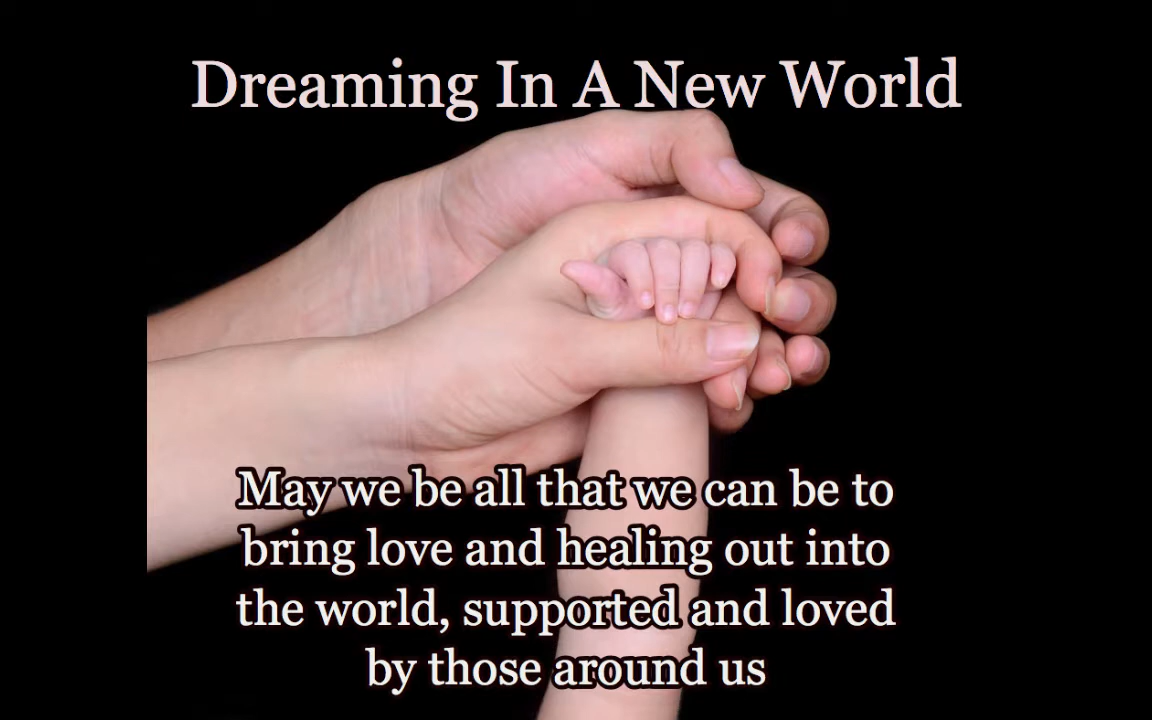 Dreaming In A New World
May we be all that we can be to
bring love and healing out into
the world, supported and loved
by those around us